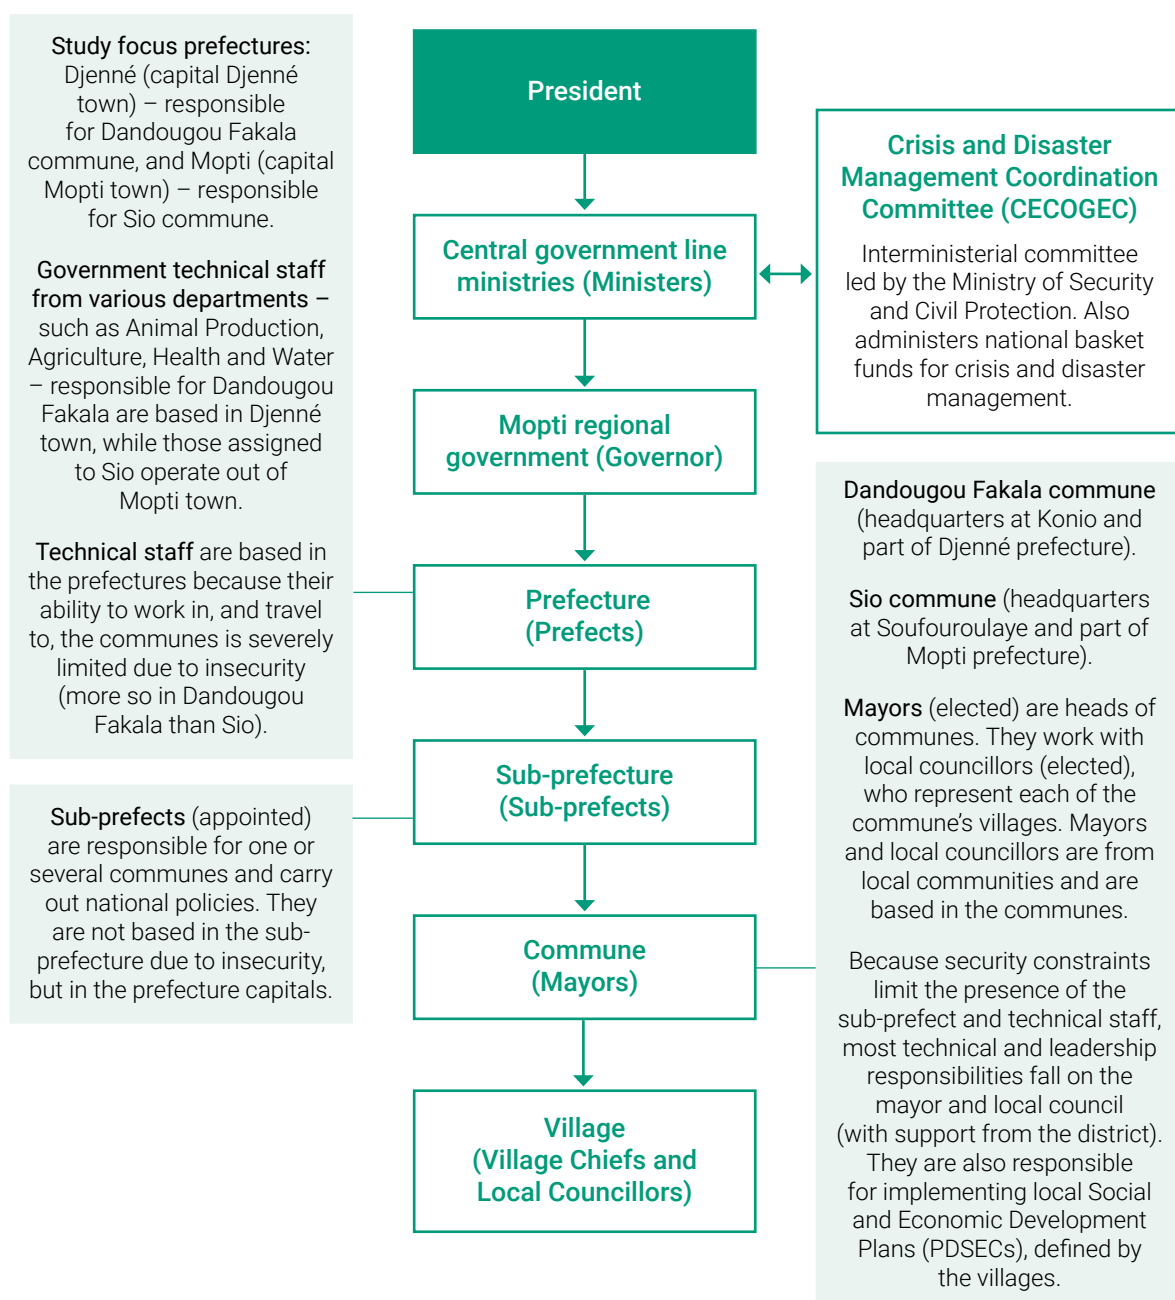 Study focus prefectures:
Djenné (capital Djenné
town) – responsible
for Dandougou Fakala
commune, and Mopti (capital
Mopti town) – responsible
for Sio commune.
Government technical staff
from various departments –
such as Animal Production,
Agriculture, Health and Water
– responsible for Dandougou
Fakala are based in Djenné
town, while those assigned
to Sio operate out of
Mopti town.
Technical staff are based in
the prefectures because their
ability to work in, and travel
to, the communes is severely
limited due to insecurity
(more so in Dandougou
Fakala than Sio).
Sub-prefects (appointed)
are responsible for one or
several communes and carry
out national policies. They
are not based in the sub-
prefecture due to insecurity,
but in the prefecture capitals.
President
Central government line
ministries (Ministers)
Mopti regional
government (Governor)
Prefecture
(Prefects)
Sub-prefecture
(Sub-prefects)
Commune
(Mayors)
Village
(Village Chiefs and
Local Councillors)
Crisis and Disaster
Management Coordination
Committee (CECOGEC)
Interministerial committee
led by the Ministry of Security
and Civil Protection. Also
administers national basket
funds for crisis and disaster
management.
Dandougou Fakala commune
(headquarters at Konio and
part of Djenné prefecture).
Sio commune (headquarters
at Soufouroulaye and part of
Mopti prefecture).
Mayors (elected) are heads of
communes. They work with
local councillors (elected),
who represent each of the
commune’s villages. Mayors
and local councillors are from
local communities and are
based in the communes.
Because security constraints
limit the presence of the
sub-prefect and technical staff,
most technical and leadership
responsibilities fall on the
mayor and local council
(with support from the district).
They are also responsible
for implementing local Social
and Economic Development
Plans (PDSECs), defined by
the villages.